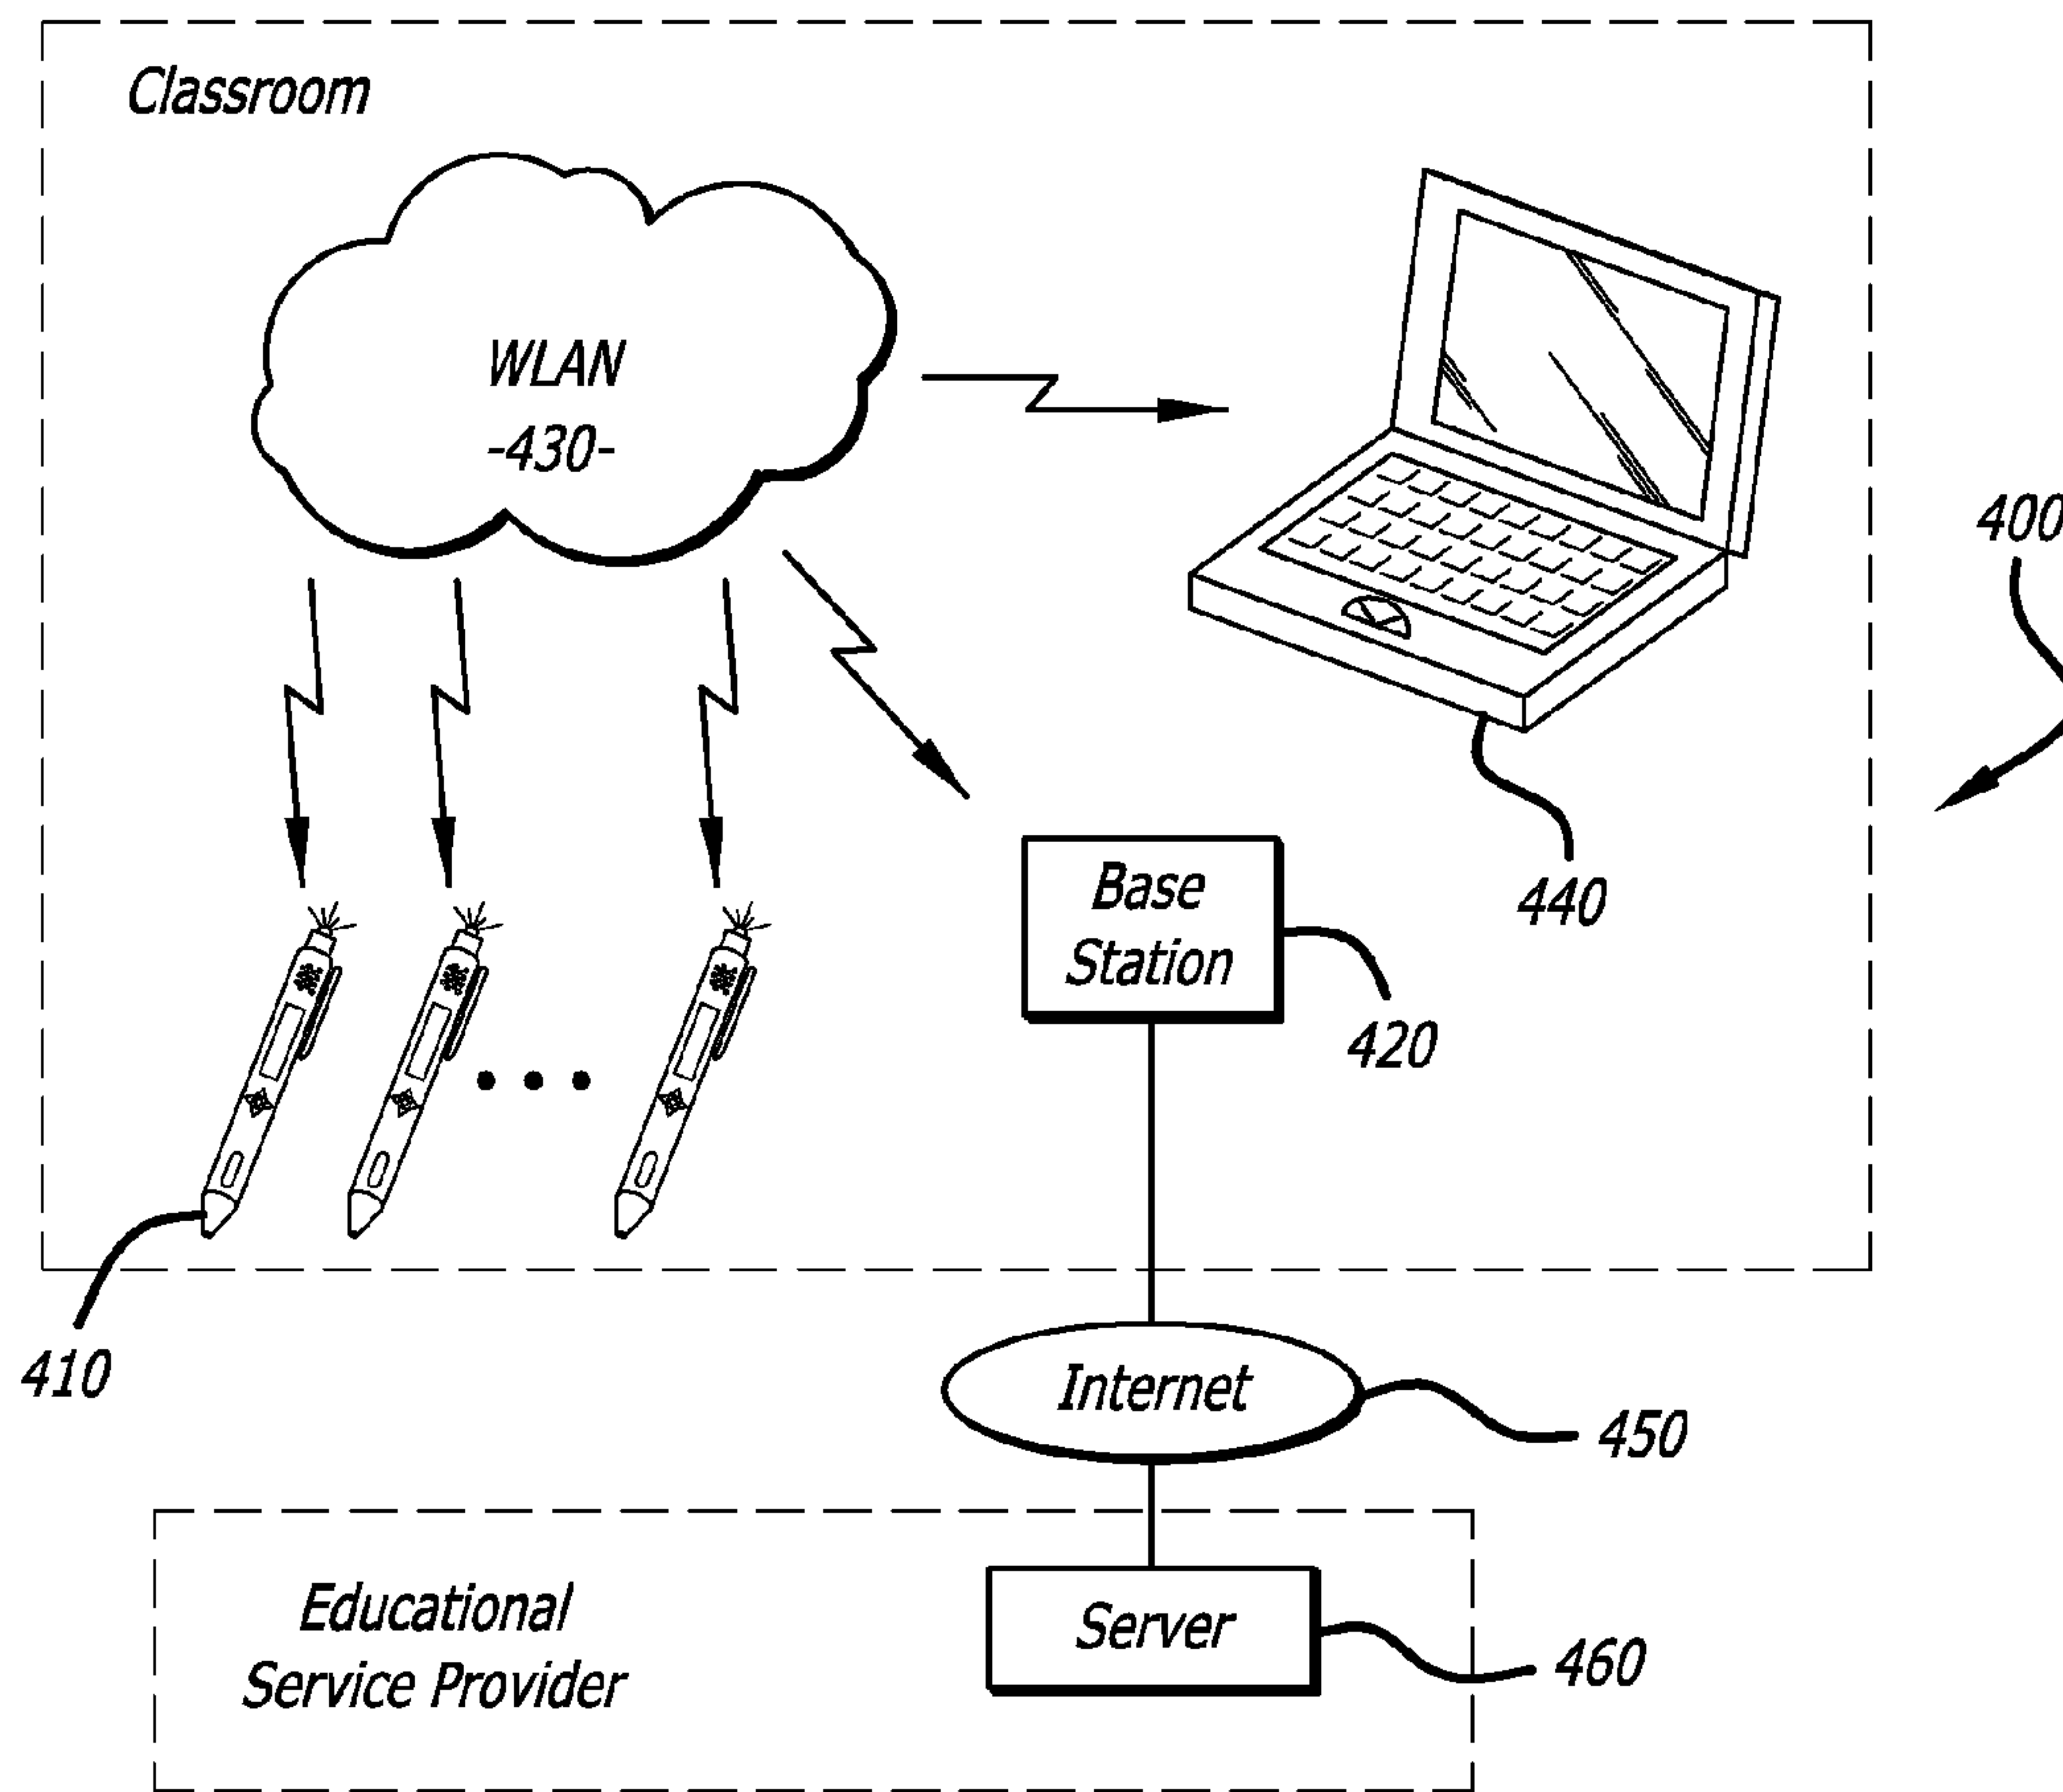 Classroom
WLAN
-430-
400
440
Base
Station
420
410
Internet
450
Educational
Service Provider
Server
460